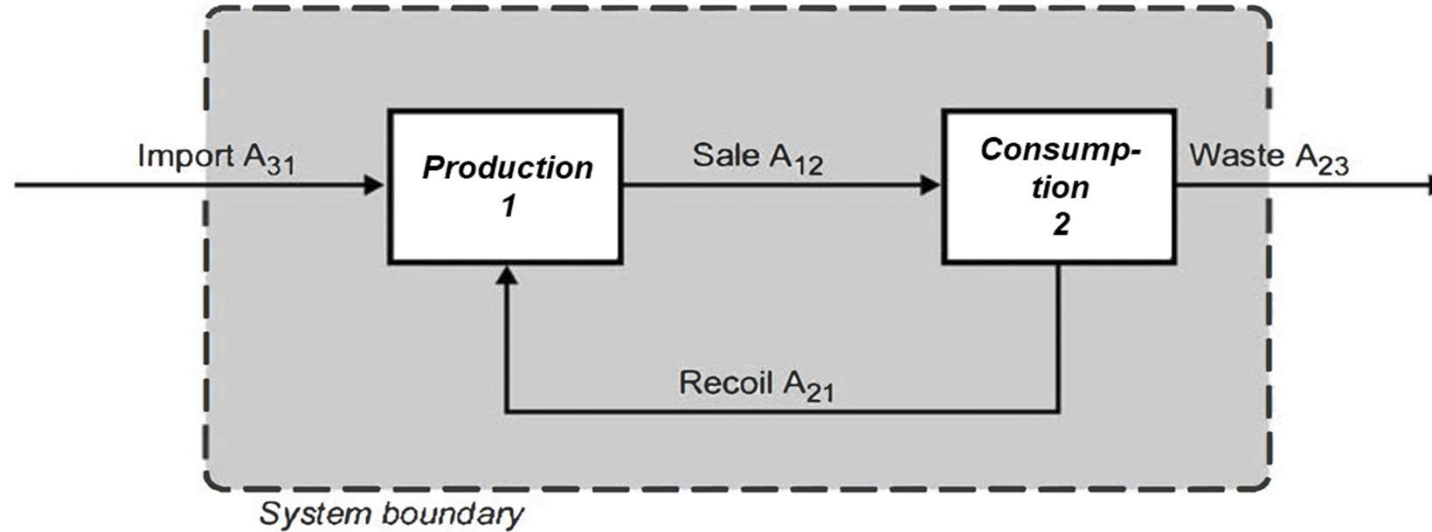 Import A31
Production
1
Sale A12
Consump-
tion
2
Waste A23
Recoil A21
System boundary